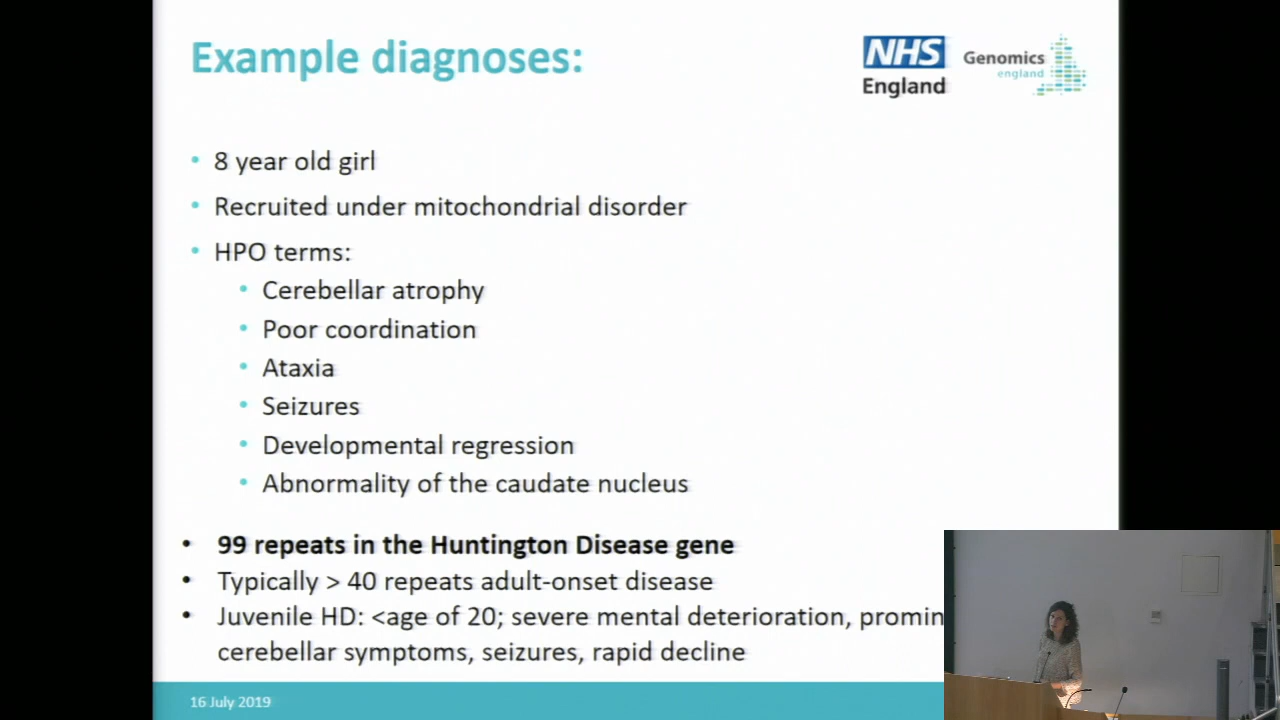 Example diagnoses:
NHS
England
Genomics
england
• 8 year old girl
• Recruited under mitochondrial disorder
• HPO terms:
• Cerebellar atrophy
• Poor coordination
• Ataxia
• Seizures
• Developmental regression
• Abnormality of the caudate nucleus
• 99 repeats in the Huntington Disease gene
• Typically > 40 repeats adult-onset disease
• Juvenile HD: <age of 20; severe mental deterioration,
cerebellar symptoms, seizures, rapid decline
16 July 2019